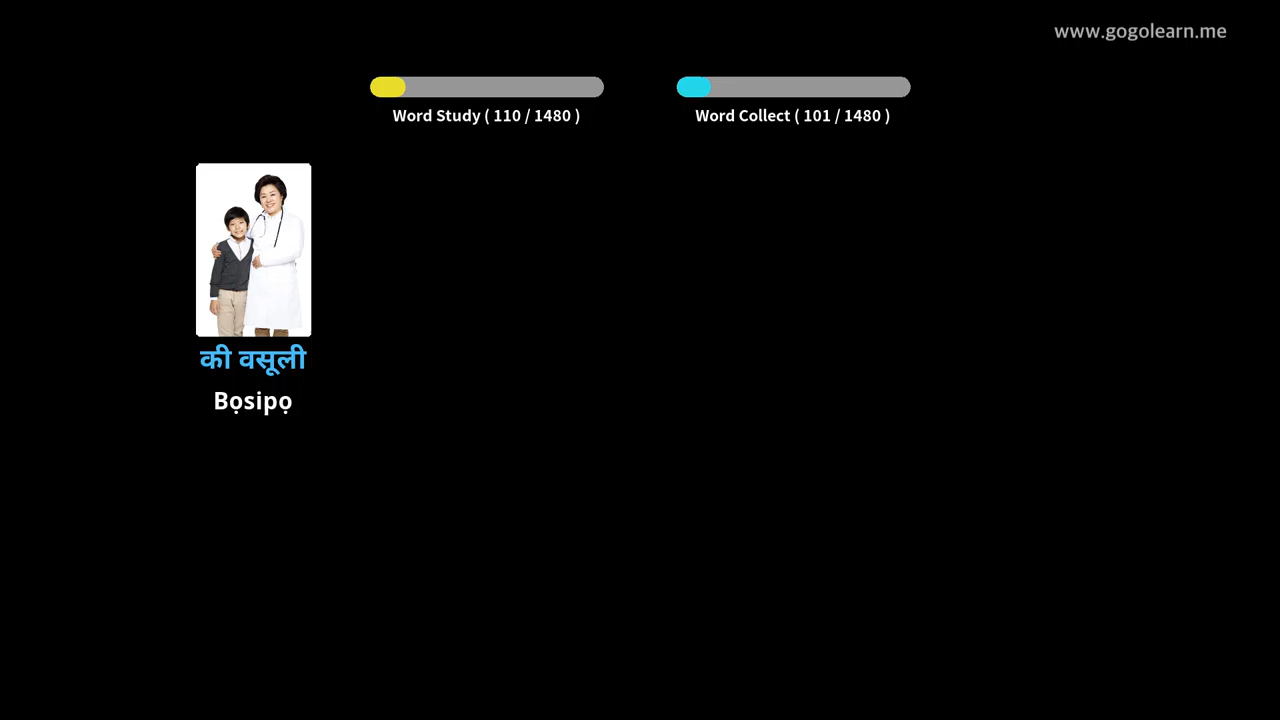 www.gogolearn.me
Word Study ( 110 / 1480 )
Word Collect ( 101 / 1480 )
की वसूली
Bọsipọ